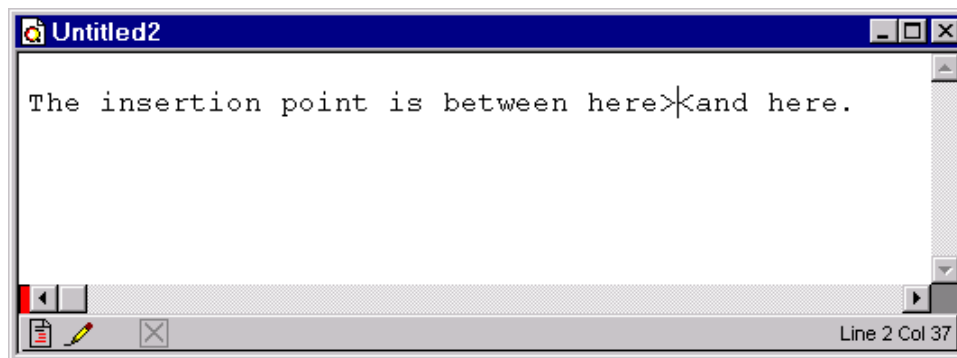 Untitled2
The insertion point is between here><and here.
Line 2 Col 37